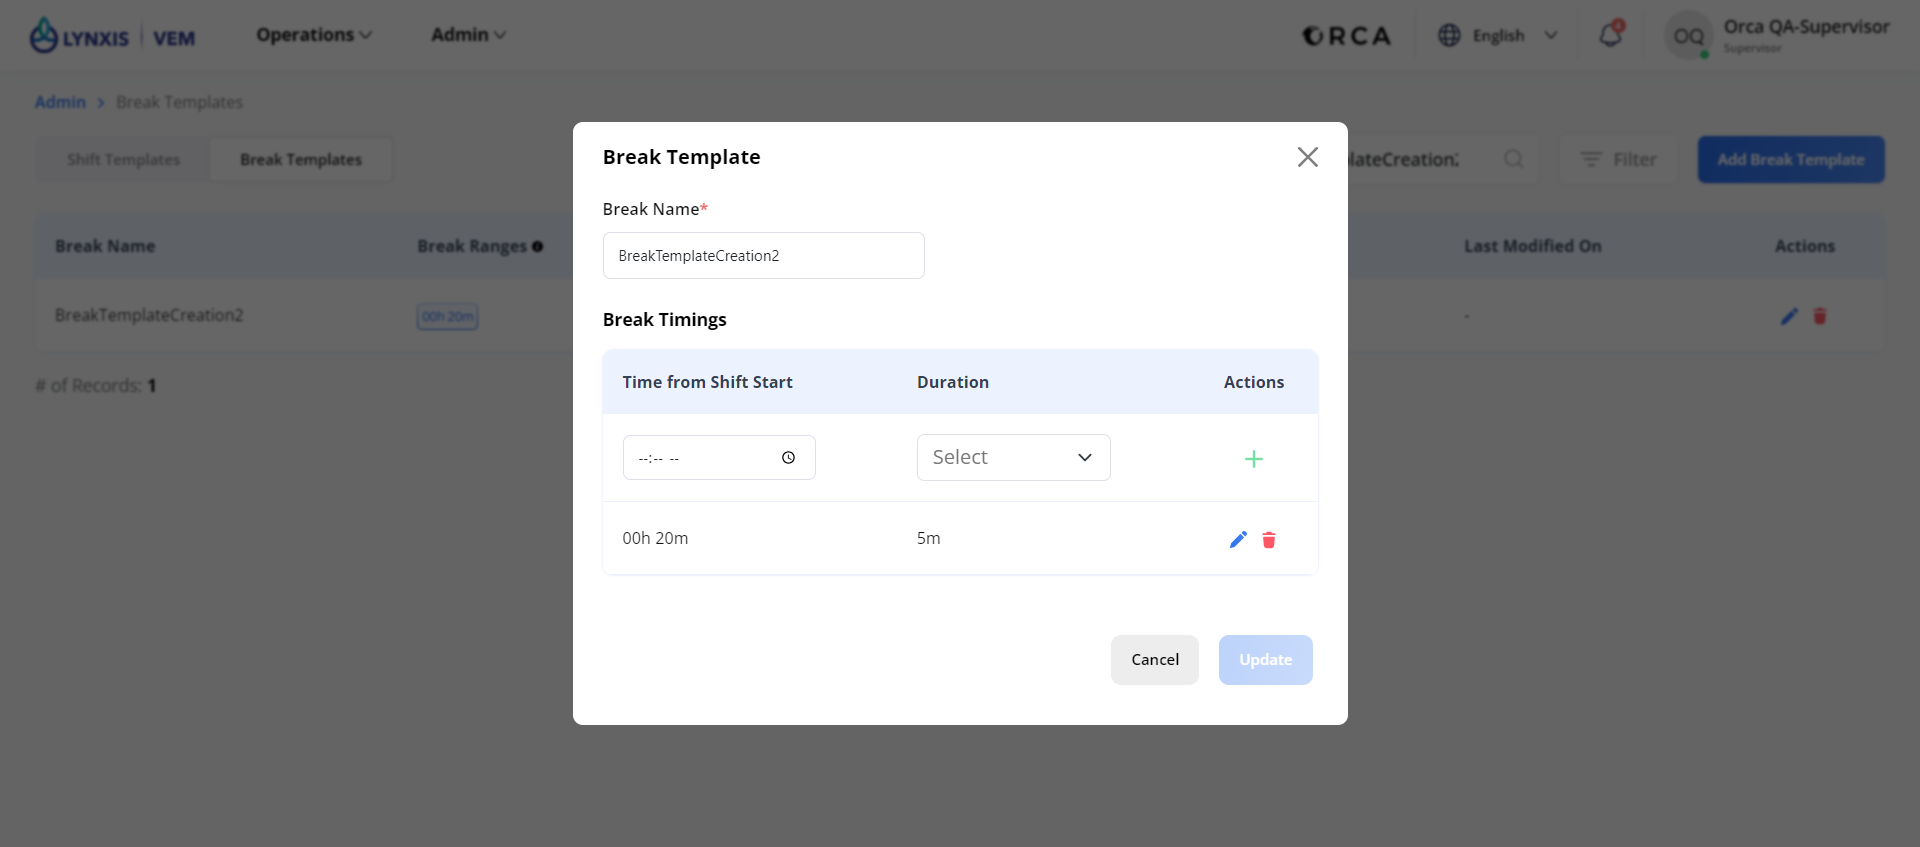 LYNXIS | VEM
Operations
Admin
ORCA
English
4
OQ
Orca QA-Supervisor
Supervisor
Admin > Break Templates
Shift Templates
Break Templates
lateCreation2
Filter
Add Break Template
Break Name
Break Ranges
Last Modified On
Actions
BreakTemplateCreation2
00h 20m
-
# of Records: 1
Break Template
Break Name*
BreakTemplateCreation2
Break Timings
Time from Shift Start
Duration
Actions
--:-- --
Select
00h 20m
5m
Cancel
Update